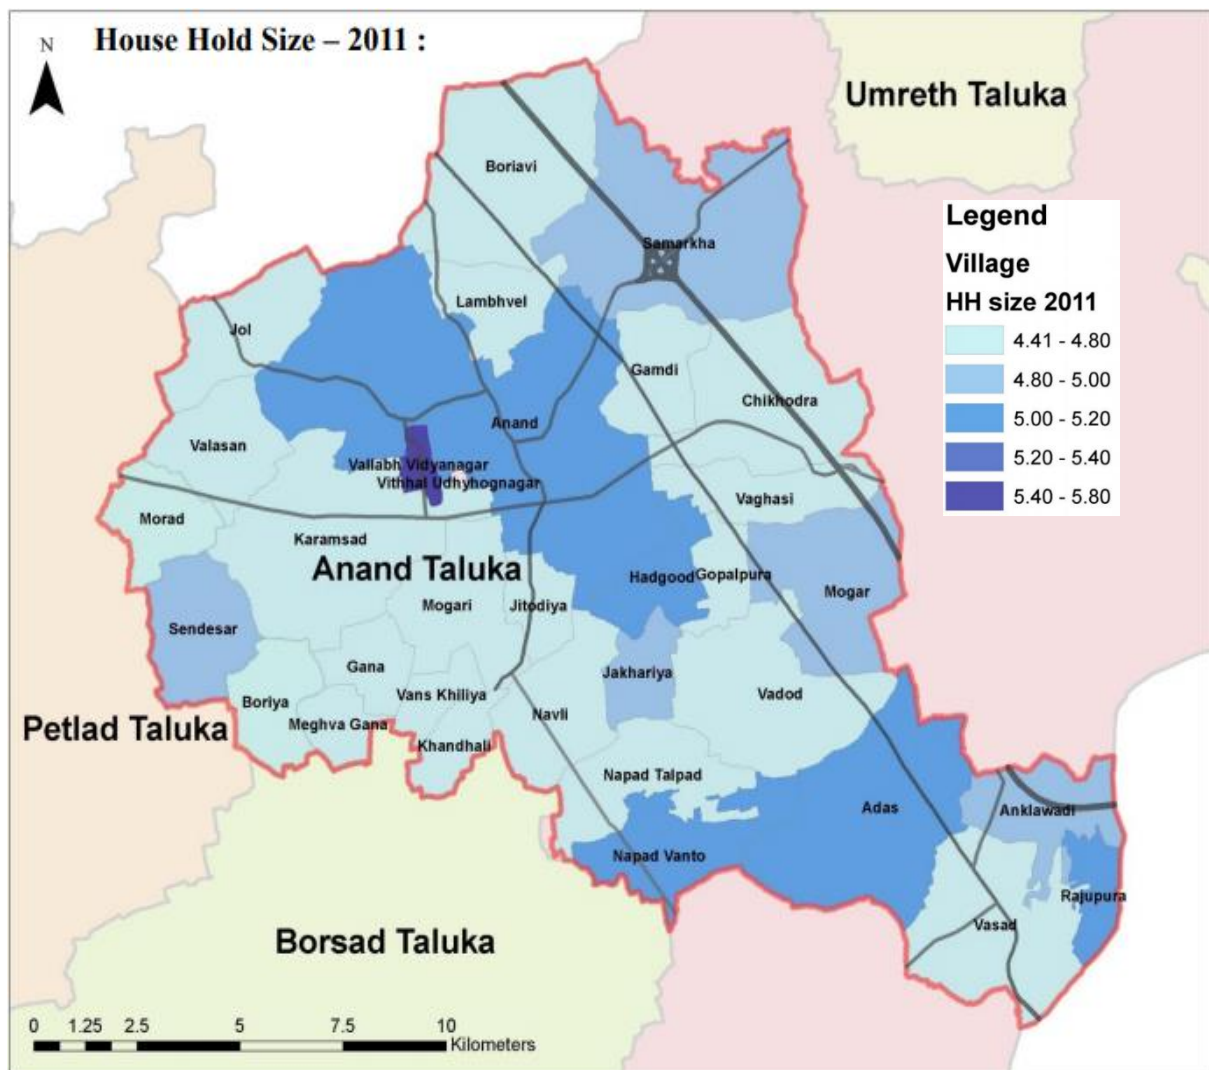 House Hold Size – 2011 :
N
Umreth Taluka
Boriavi
Legend
Village
HH size 2011
4.41 - 4.80
4.80 - 5.00
5.00 - 5.20
5.20 - 5.40
5.40 - 5.80
Samarkha
Lambhvel
Jol
Gamdi
Chikhodra
Anand
Valasan
Vallabh Vidyanagar
Vithhal Udhyhognagar
Vaghasi
Morad
Karamsad
Anand Taluka
Hadgood
Gopalpura
Mogar
Mogari
Jitodiya
Sendesar
Gana
Jakhariya
Vans Khiliya
Vadod
Boriya
Meghva Gana
Navli
Petlad Taluka
Khandhali
Napad Talpad
Adas
Anklawadi
Napad Vanto
Rajupura
Vasad
Borsad Taluka
0 1.25 2.5 5 7.5 10
Kilometers